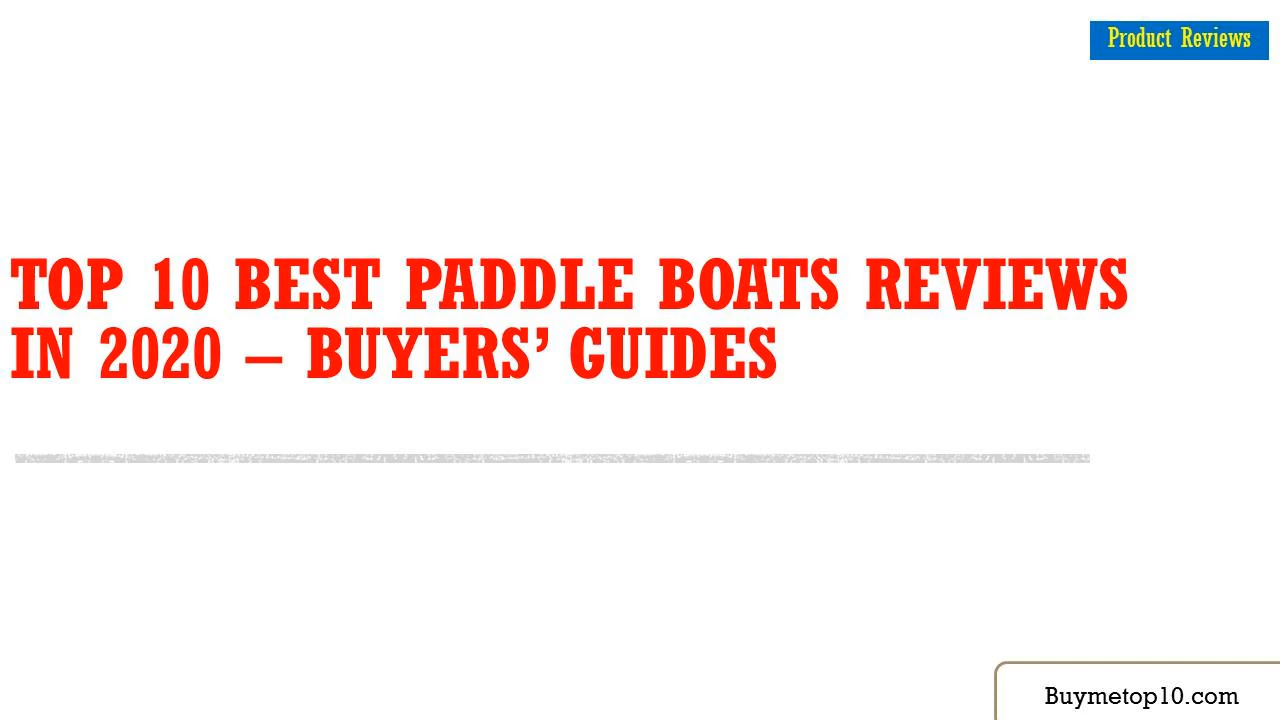 Product Reviews
TOP 10 BEST PADDLE BOATS REVIEWS
IN 2020 – BUYERS’ GUIDES
Buymetop10.com